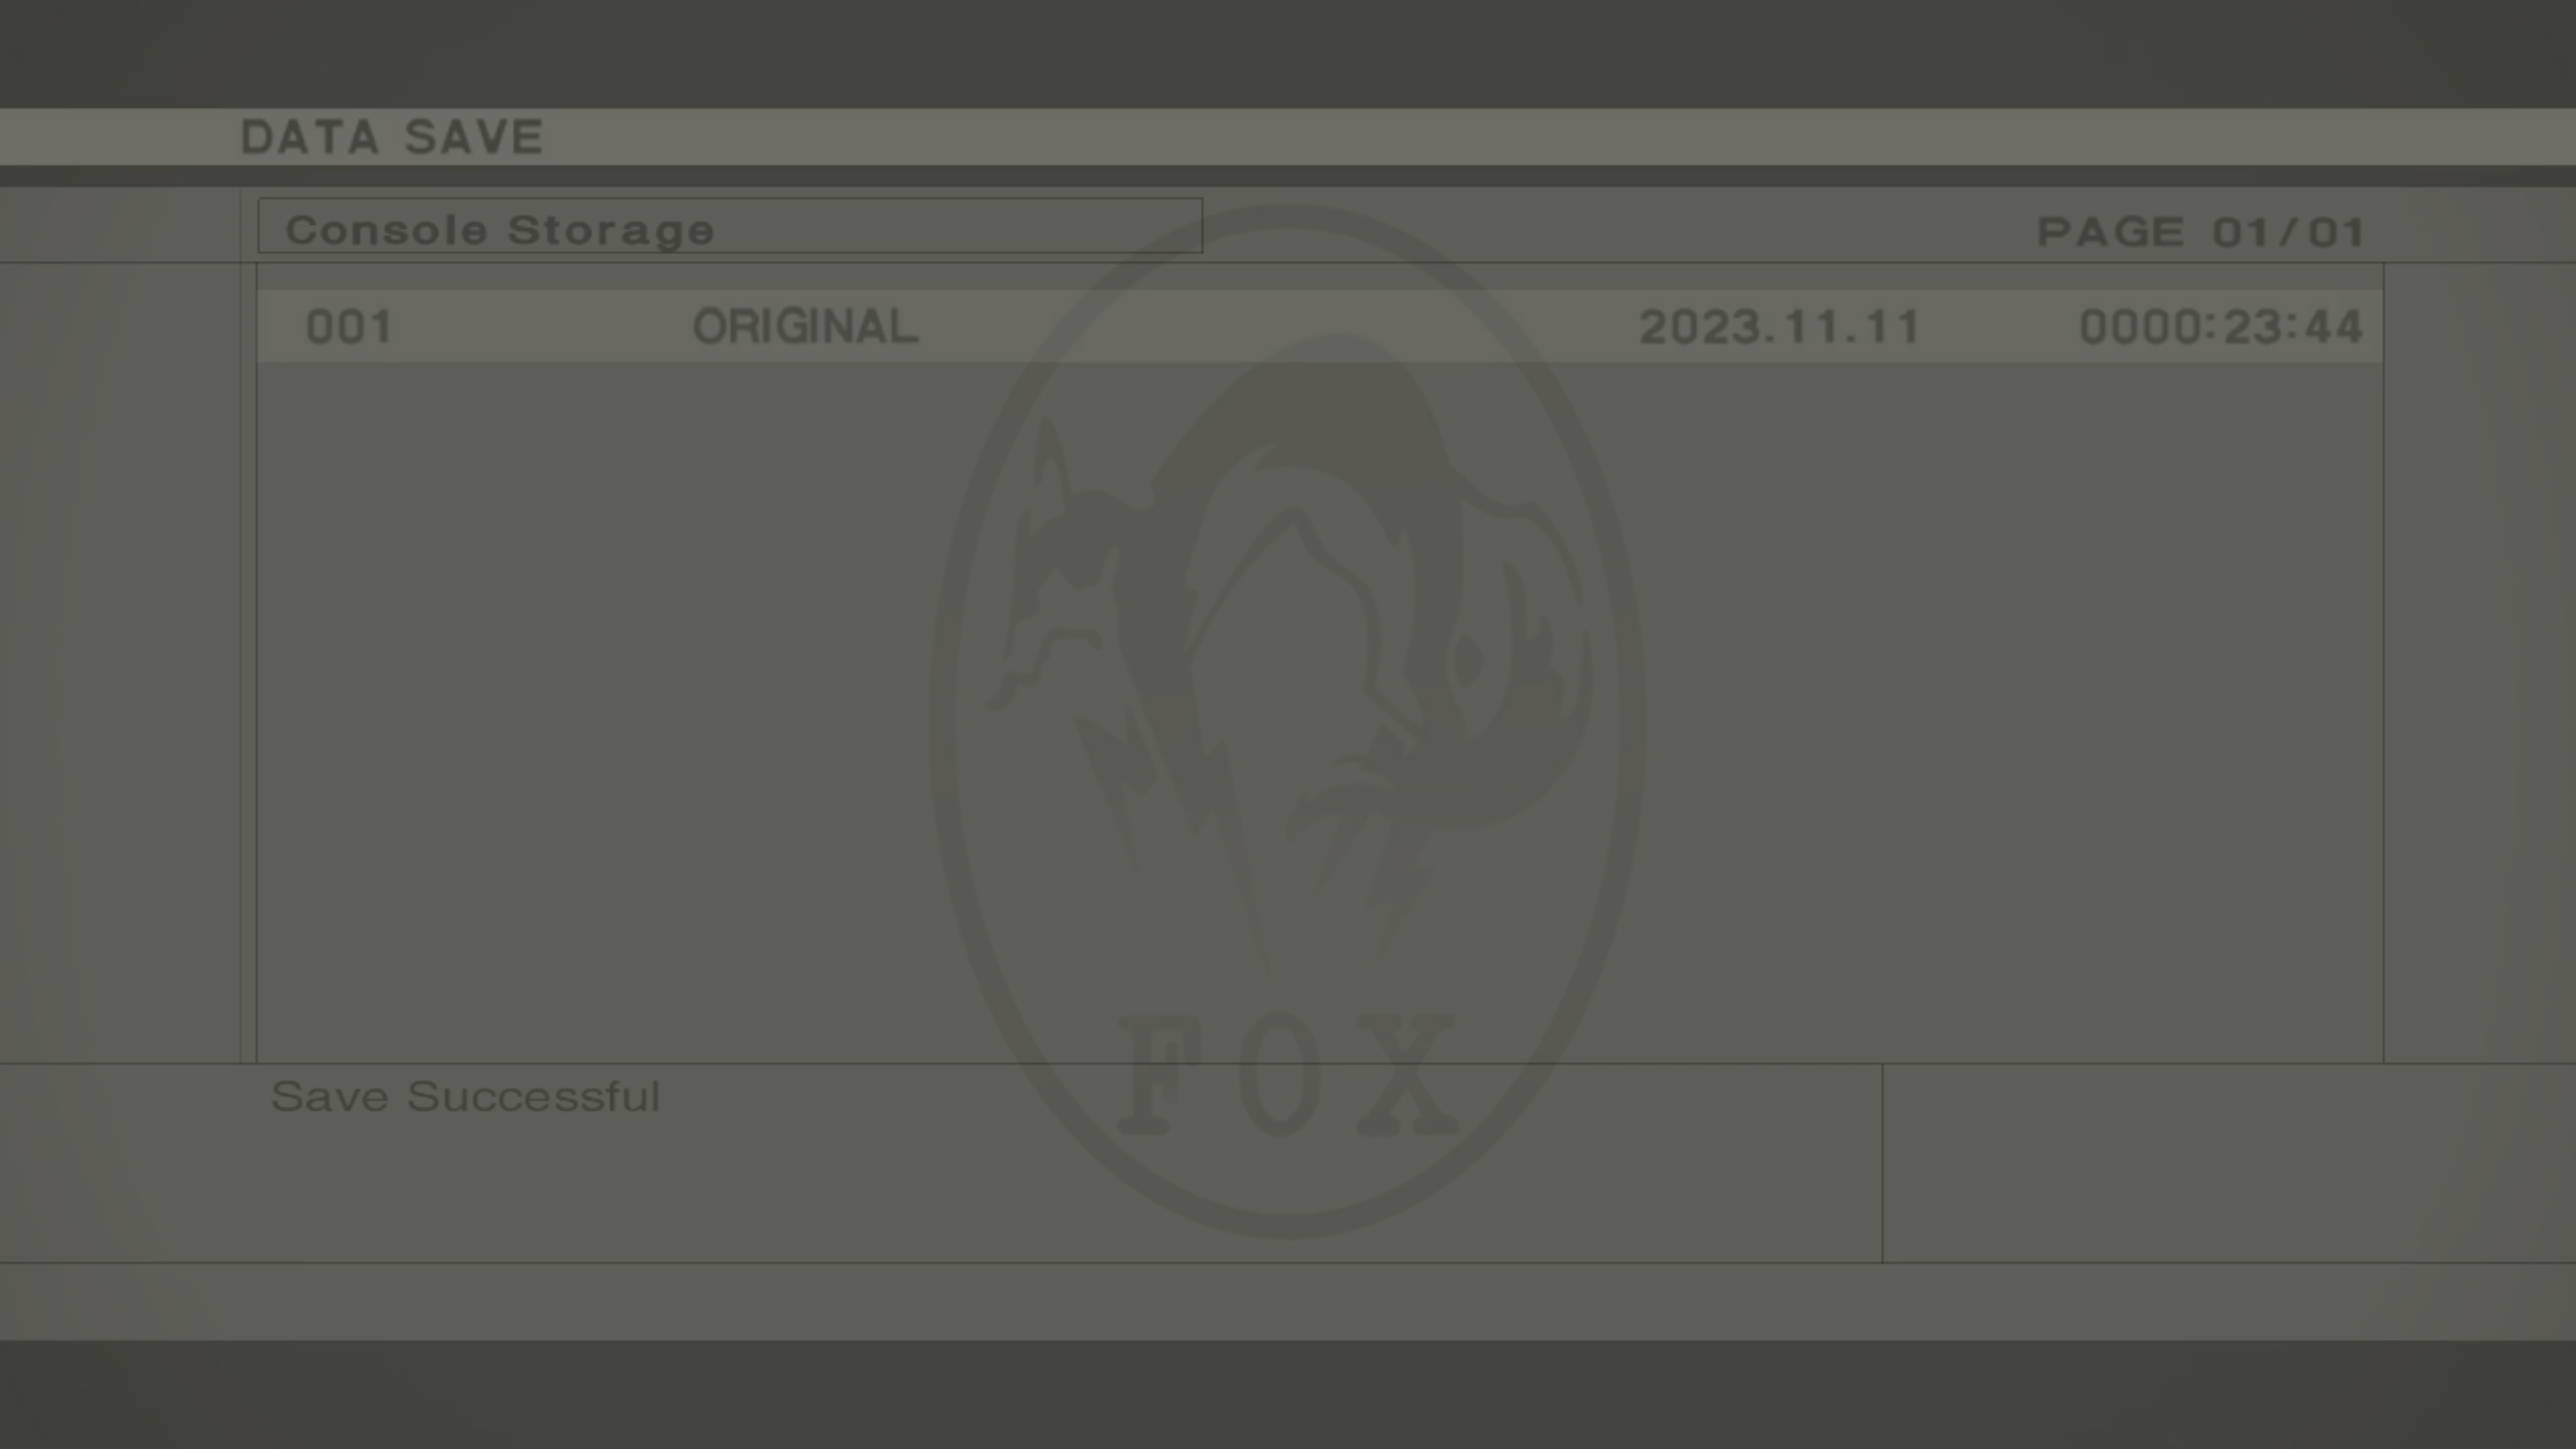 DATA SAVE
Console Storage PAGE 01/01
001 ORIGINAL 2023.11.11 0000:23:44
FOX
Save Successful